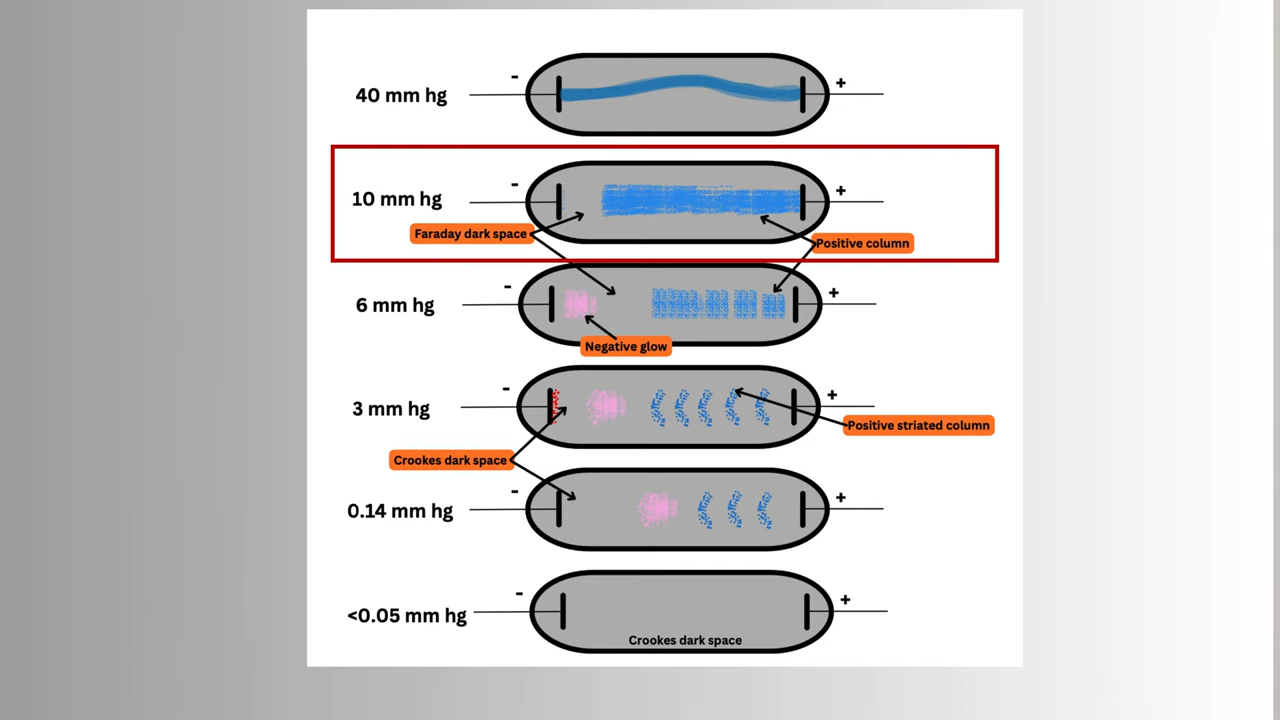 40 mm hg
-
+
10 mm hg
-
+
Faraday dark space
Positive column
6 mm hg
-
+
Negative glow
3 mm hg
-
+
Positive striated column
Crookes dark space
0.14 mm hg
-
+
<0.05 mm hg
-
+
Crookes dark space